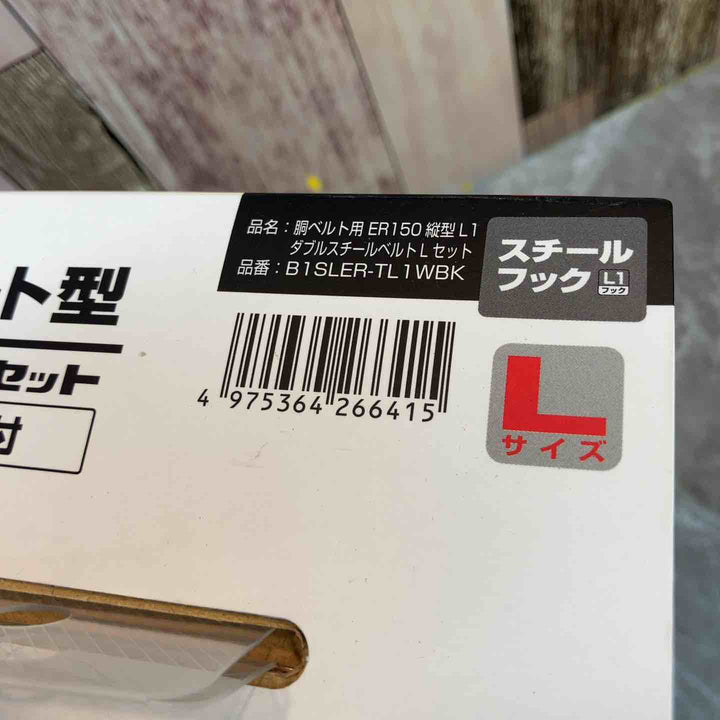 品名：胴ベルト用 ER150 縦型 L1
ダブルスチールベルト L セット
品番：B1SLER-TL1WBK
スチール
フック L1
フック
ト型
セット
付
4 975364 266415
L
サイズ